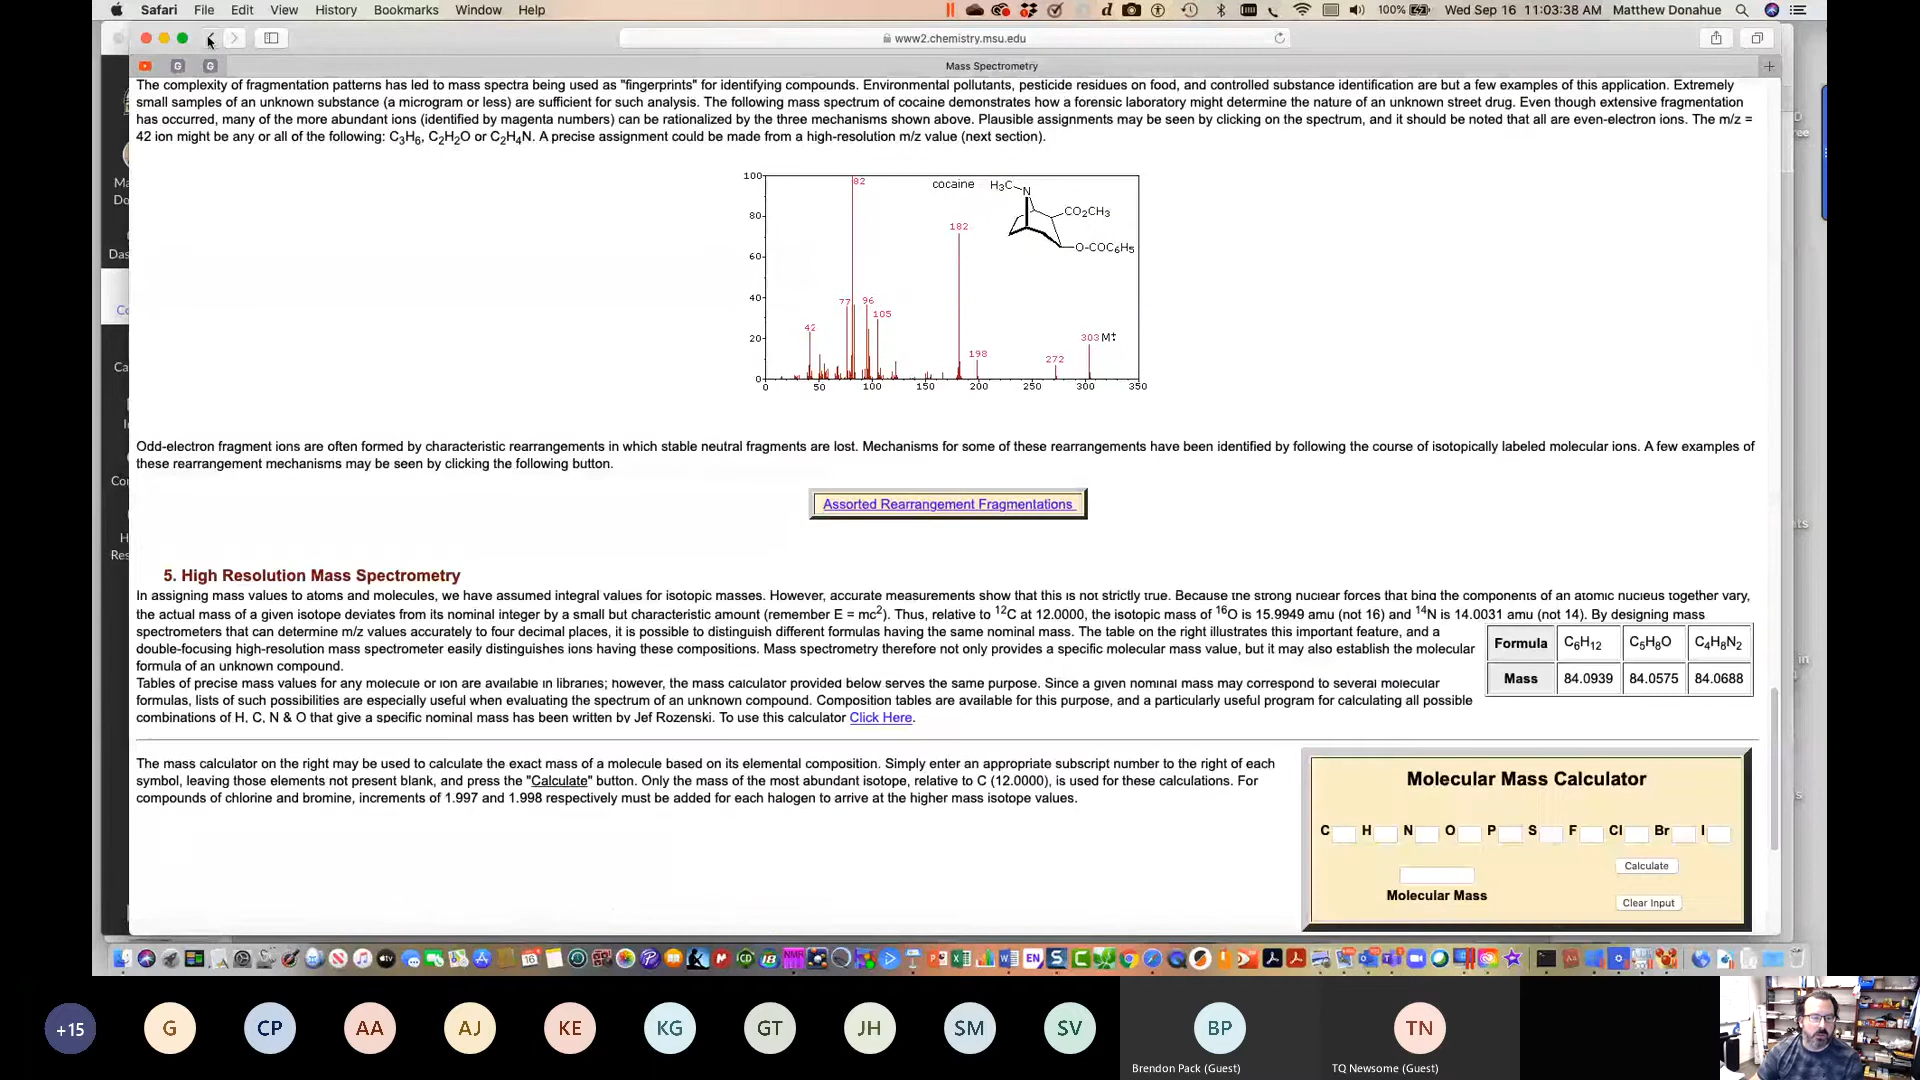 Safari File Edit View History Bookmarks Window Help 100% Wed Sep 16 11:03:38 AM Matthew Donahue
www2.chemistry.msu.edu
G G Mass Spectrometry +
The complexity of fragmentation patterns has led to mass spectra being used as "fingerprints" for identifying compounds. Environmental pollutants, pesticide residues on food, and controlled substance identification are but a few examples of this application. Extremely
small samples of an unknown substance (a microgram or less) are sufficient for such analysis. The following mass spectrum of cocaine demonstrates how a forensic laboratory might determine the nature of an unknown street drug. Even though extensive fragmentation
has occurred, many of the more abundant ions (identified by magenta numbers) can be rationalized by the three mechanisms shown above. Plausible assignments may be seen by clicking on the spectrum, and it should be noted that all are even-electron ions. The m/z =
42 ion might be any or all of the following: C3H6, C2H2O or C2H4N. A precise assignment could be made from a high-resolution m/z value (next section).
100
80
60
40
20
0
82
cocaine
H3C
N
CO2CH3
O-COC6H5
182
77
96
105
42
198
272
303 M‡
0 50 100 150 200 250 300 350
Odd-electron fragment ions are often formed by characteristic rearrangements in which stable neutral fragments are lost. Mechanisms for some of these rearrangements have been identified by following the course of isotopically labeled molecular ions. A few examples of
these rearrangement mechanisms may be seen by clicking the following button.
Assorted Rearrangement Fragmentations
5. High Resolution Mass Spectrometry
In assigning mass values to atoms and molecules, we have assumed integral values for isotopic masses. However, accurate measurements show that this is not strictly true. Because the strong nuclear forces that bind the components of an atomic nucleus together vary,
the actual mass of a given isotope deviates from its nominal integer by a small but characteristic amount (remember E = mc2). Thus, relative to 12C at 12.0000, the isotopic mass of 16O is 15.9949 amu (not 16) and 14N is 14.0031 amu (not 14). By designing mass
spectrometers that can determine m/z values accurately to four decimal places, it is possible to distinguish different formulas having the same nominal mass. The table on the right illustrates this important feature, and a
double-focusing high-resolution mass spectrometer easily distinguishes ions having these compositions. Mass spectrometry therefore not only provides a specific molecular mass value, but it may also establish the molecular
formula of an unknown compound.
Formula C6H12 C5H8O C4H8N2
Mass 84.0939 84.0575 84.0688
Tables of precise mass values for any molecule or ion are available in libraries; however, the mass calculator provided below serves the same purpose. Since a given nominal mass may correspond to several molecular
formulas, lists of such possibilities are especially useful when evaluating the spectrum of an unknown compound. Composition tables are available for this purpose, and a particularly useful program for calculating all possible
combinations of H, C, N & O that give a specific nominal mass has been written by Jef Rozenski. To use this calculator Click Here.
The mass calculator on the right may be used to calculate the exact mass of a molecule based on its elemental composition. Simply enter an appropriate subscript number to the right of each
symbol, leaving those elements not present blank, and press the "Calculate" button. Only the mass of the most abundant isotope, relative to C (12.0000), is used for these calculations. For
compounds of chlorine and bromine, increments of 1.997 and 1.998 respectively must be added for each halogen to arrive at the higher mass isotope values.
Molecular Mass Calculator
C H N O P S F Cl Br I
Calculate
Molecular Mass
Clear Input
+15 G CP AA AJ KE KG GT JH SM SV BP TN
Brendon Pack (Guest) TQ Newsome (Guest)